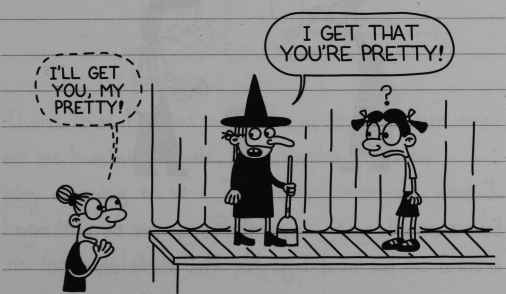 I'LL GET
YOU, MY
PRETTY!
I GET THAT
YOU'RE PRETTY!
?